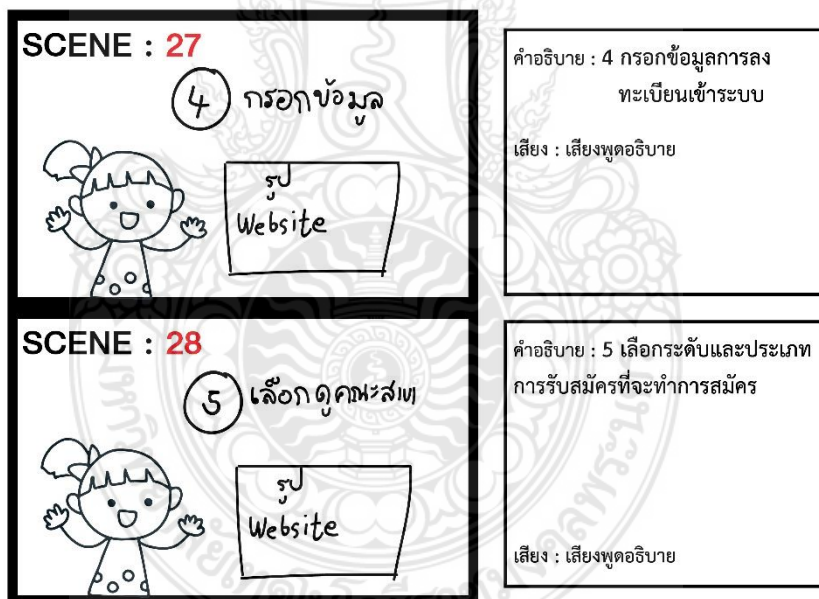 SCENE : 27
4 กรอกข้อมูล
รูป
Website
คำอธิบาย : 4 กรอกข้อมูลการลง
ทะเบียนเข้าระบบ
เสียง : เสียงพูดอธิบาย
SCENE : 28
5 เลือกดูคณะสาขา
รูป
Website
คำอธิบาย : 5 เลือกระดับและประเภท
การรับสมัครที่จะทำการสมัคร
เสียง : เสียงพูดอธิบาย